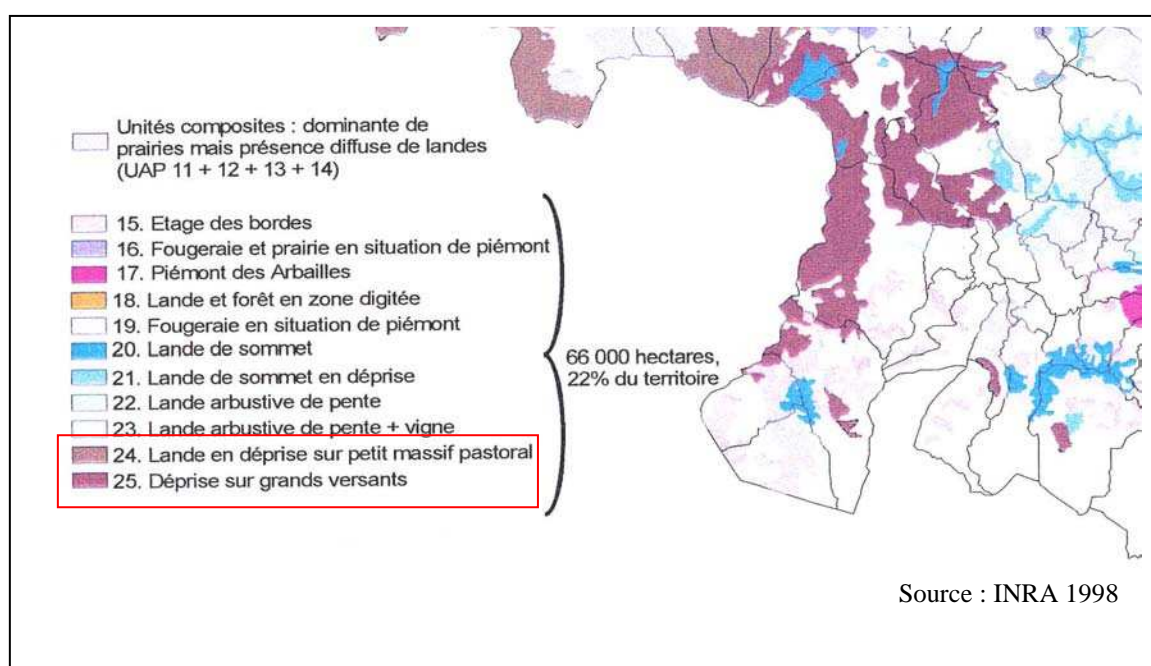 Unités composites : dominante de
prairies mais présence diffuse de landes
(UAP 11 + 12 + 13 + 14)
15. Etage des bordes
16. Fougeraie et prairie en situation de piémont
17. Piémont des Arbailles
18. Lande et forêt en zone digitée
19. Fougeraie en situation de piémont
20. Lande de sommet
21. Lande de sommet en déprise
22. Lande arbustive de pente
23. Lande arbustive de pente + vigne
24. Lande en déprise sur petit massif pastoral
25. Déprise sur grands versants
66 000 hectares,
22% du territoire
Source : INRA 1998